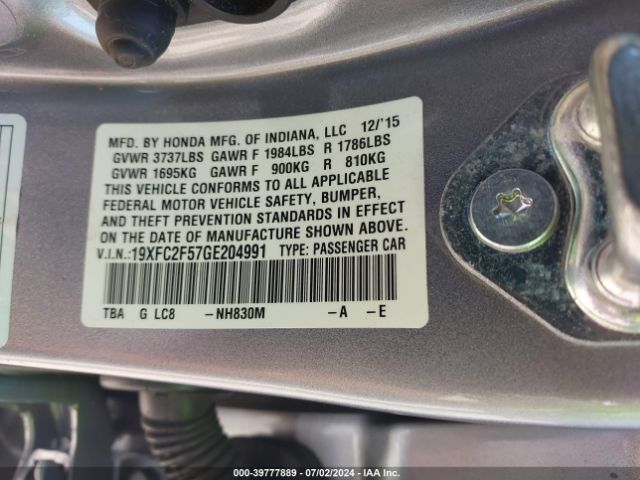 MFD. BY HONDA MFG. OF INDIANA, LLC 12/'15
GVWR 3737LBS GAWR F 1984LBS R 1786LBS
GVWR 1695KG GAWR F 900KG R 810KG
THIS VEHICLE CONFORMS TO ALL APPLICABLE
FEDERAL MOTOR VEHICLE SAFETY, BUMPER,
AND THEFT PREVENTION STANDARDS IN EFFECT
ON THE DATE OF MANUFACTURE SHOWN ABOVE.
V.I.N.:19XFC2F57GE204991 TYPE: PASSENGER CAR
TBA G LC8 -NH830M -A -E
000-39777889 | 07/02/2024 | IAA Inc.